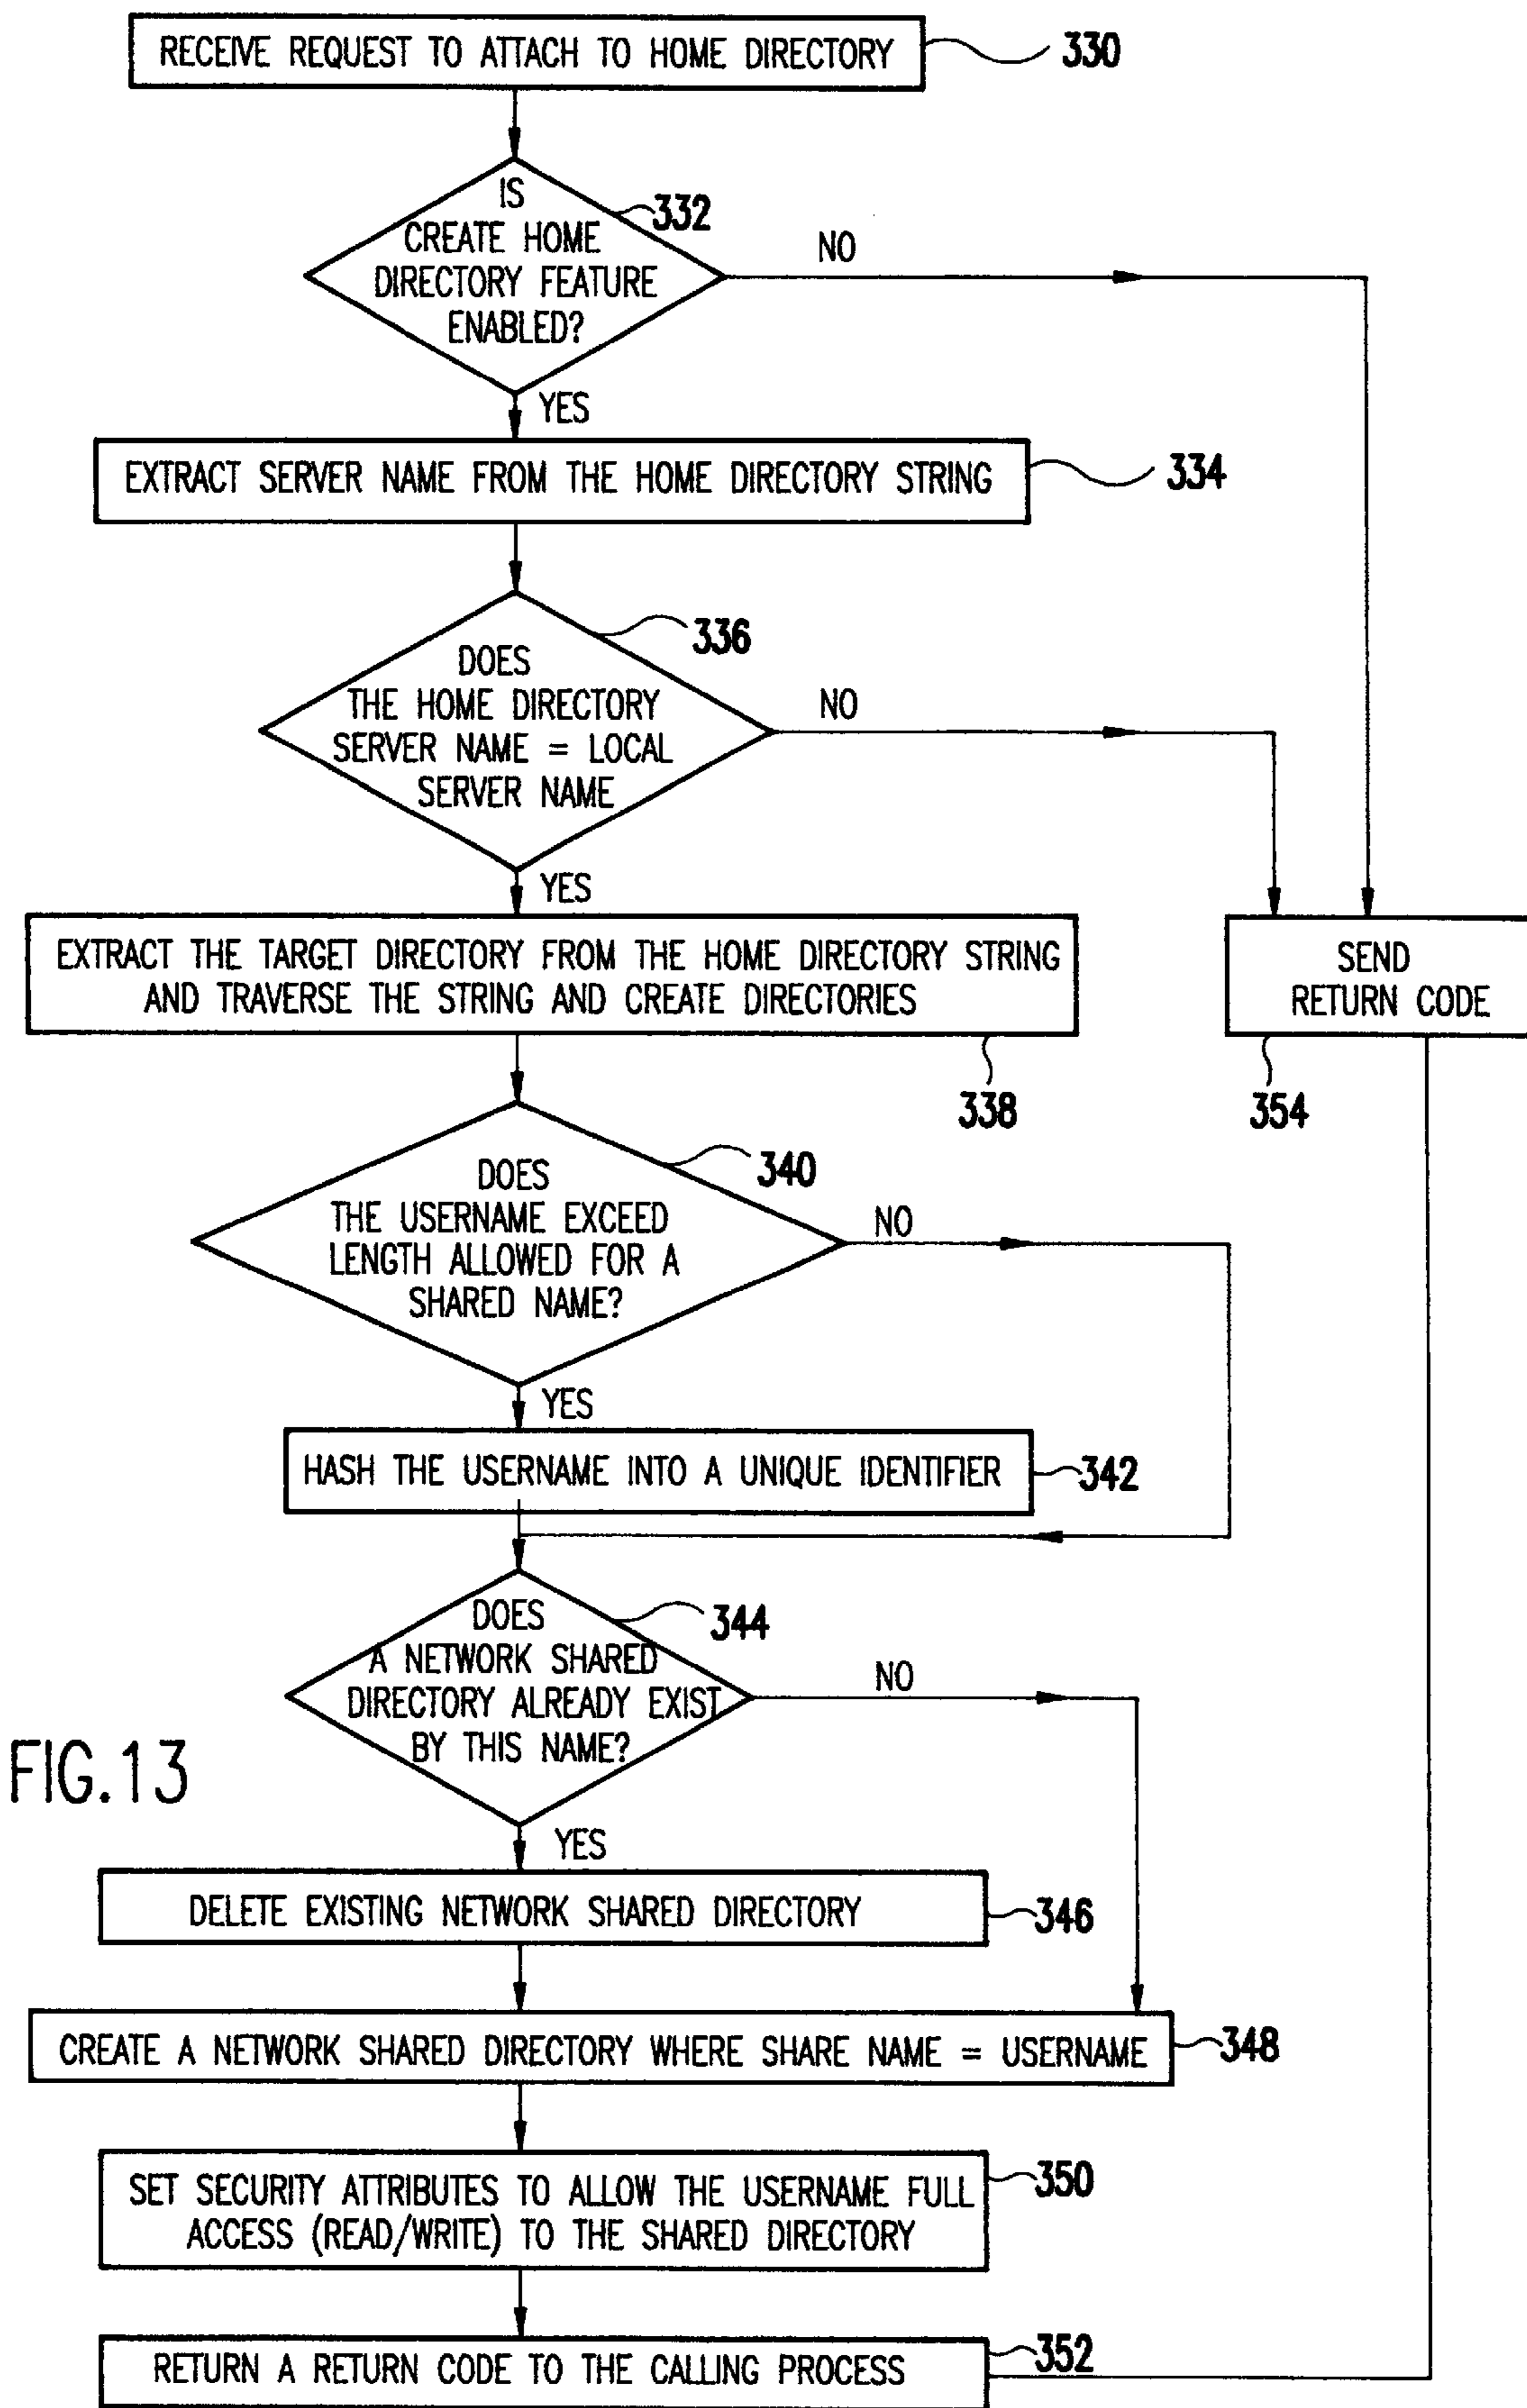 RECEIVE REQUEST TO ATTACH TO HOME DIRECTORY
330
IS
CREATE HOME
DIRECTORY FEATURE
ENABLED?
332
NO
YES
EXTRACT SERVER NAME FROM THE HOME DIRECTORY STRING
334
DOES
THE HOME DIRECTORY
SERVER NAME = LOCAL
SERVER NAME
336
NO
YES
EXTRACT THE TARGET DIRECTORY FROM THE HOME DIRECTORY STRING
AND TRAVERSE THE STRING AND CREATE DIRECTORIES
338
SEND
RETURN CODE
354
DOES
THE USERNAME EXCEED
LENGTH ALLOWED FOR A
SHARED NAME?
340
NO
YES
HASH THE USERNAME INTO A UNIQUE IDENTIFIER
342
DOES
A NETWORK SHARED
DIRECTORY ALREADY EXIST
BY THIS NAME?
344
NO
FIG.13
YES
DELETE EXISTING NETWORK SHARED DIRECTORY
346
CREATE A NETWORK SHARED DIRECTORY WHERE SHARE NAME = USERNAME
348
SET SECURITY ATTRIBUTES TO ALLOW THE USERNAME FULL
ACCESS (READ/WRITE) TO THE SHARED DIRECTORY
350
RETURN A RETURN CODE TO THE CALLING PROCESS
352